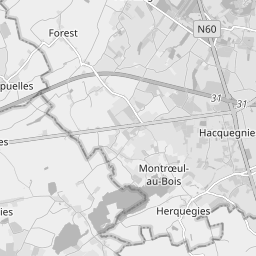 N60
Forest
puelles
31
31
es
Hacquegnie
Montrœul-
au-Bois
ies
Herquegies